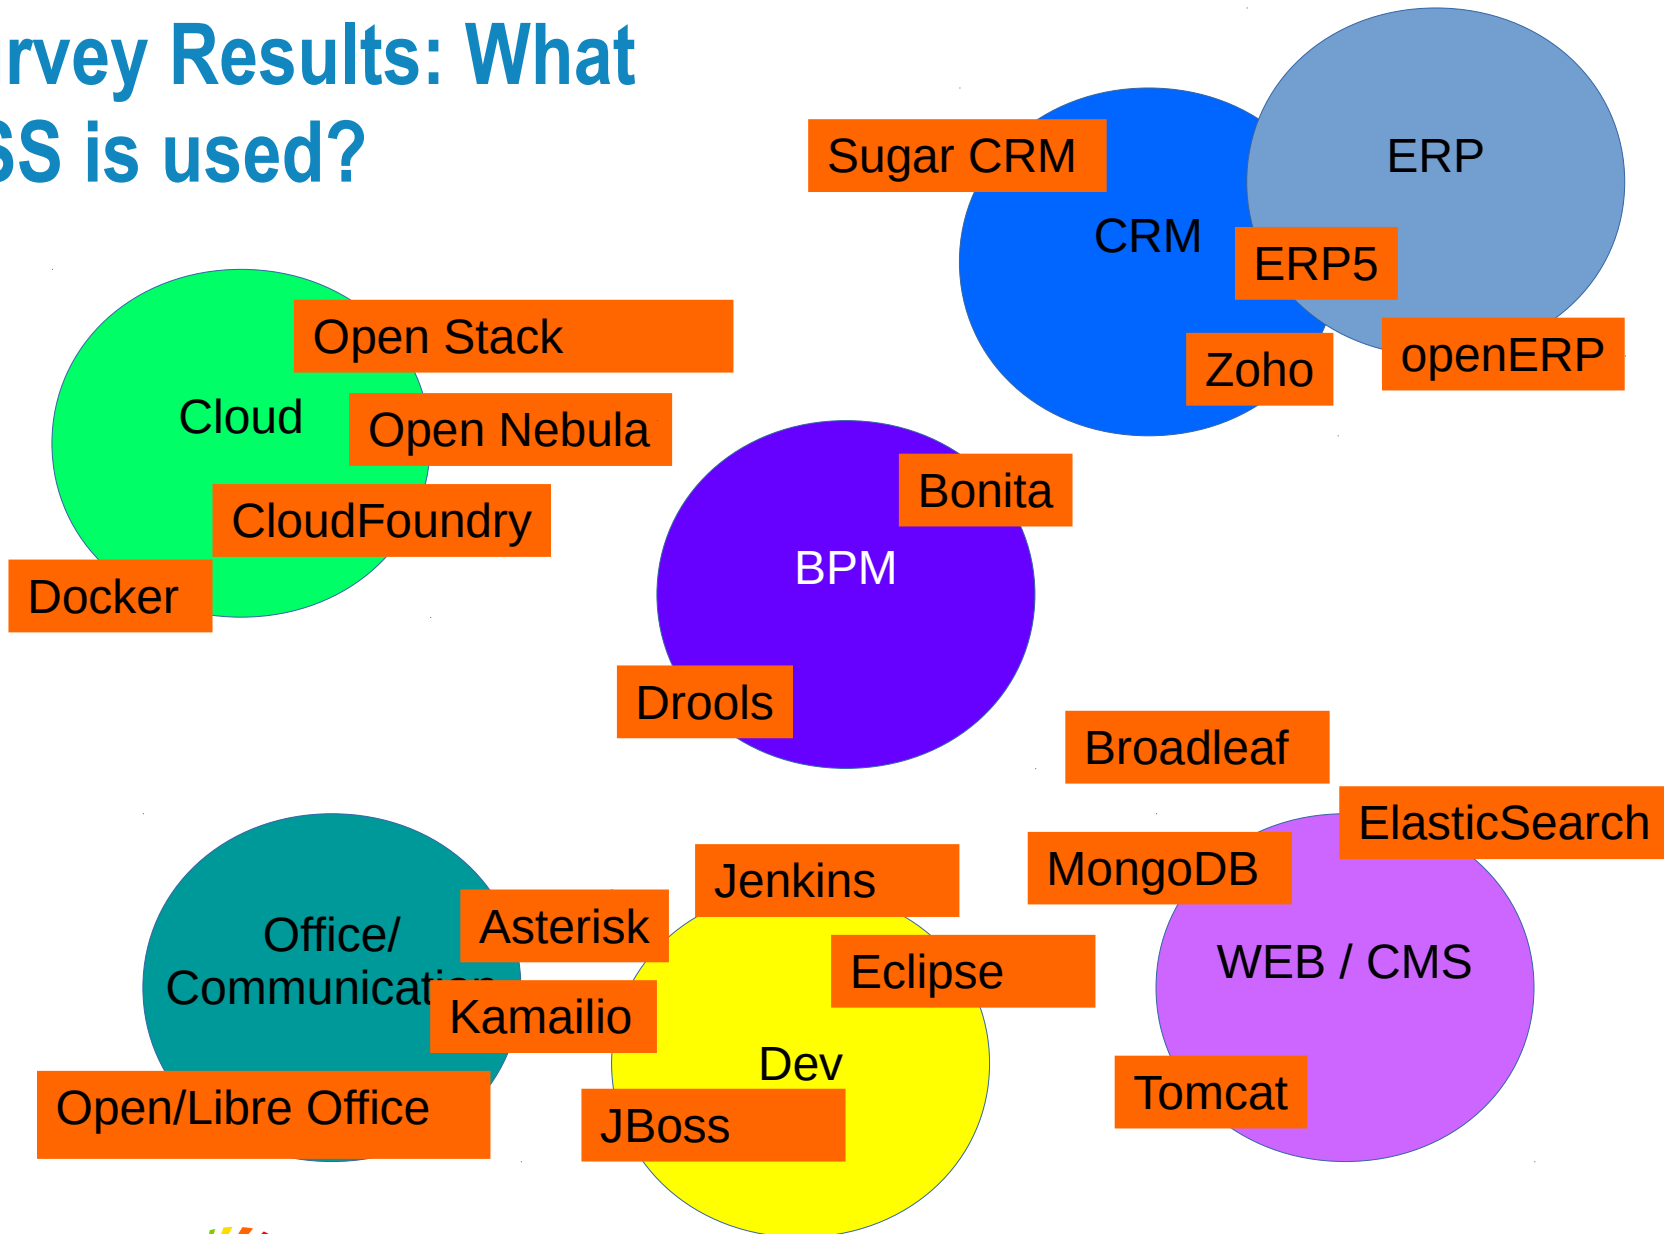 rvey Results: What
SS is used?
Sugar CRM
ERP
CRM
ERP5
Open Stack
Zoho
openERP
Cloud
Open Nebula
Bonita
CloudFoundry
BPM
Docker
Drools
Broadleaf
ElasticSearch
MongoDB
Jenkins
Asterisk
Office/
Communication
Eclipse
WEB / CMS
Kamailio
Dev
Tomcat
Open/Libre Office
JBoss